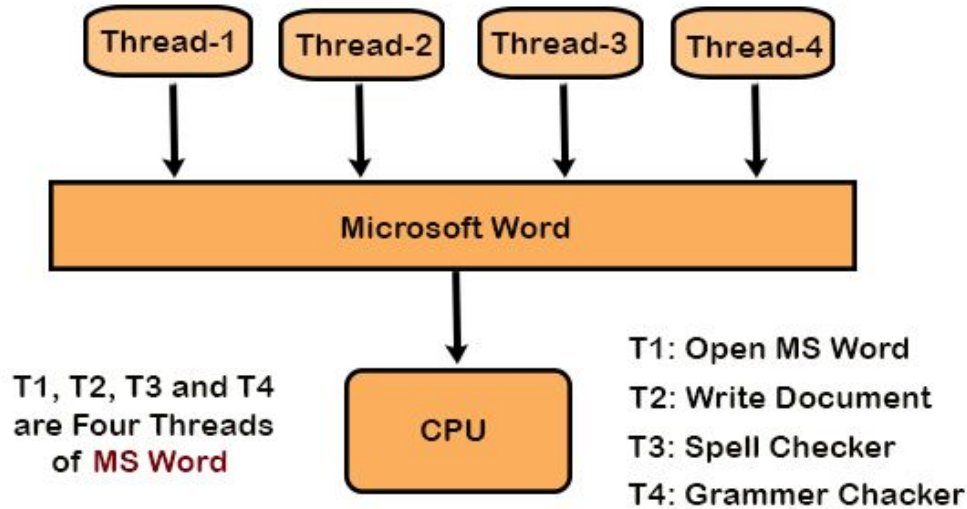 Thread-1
Thread-2
Thread-3
Thread-4
Microsoft Word
CPU
T1, T2, T3 and T4
are Four Threads
of MS Word
T1: Open MS Word
T2: Write Document
T3: Spell Checker
T4: Grammer Chacker